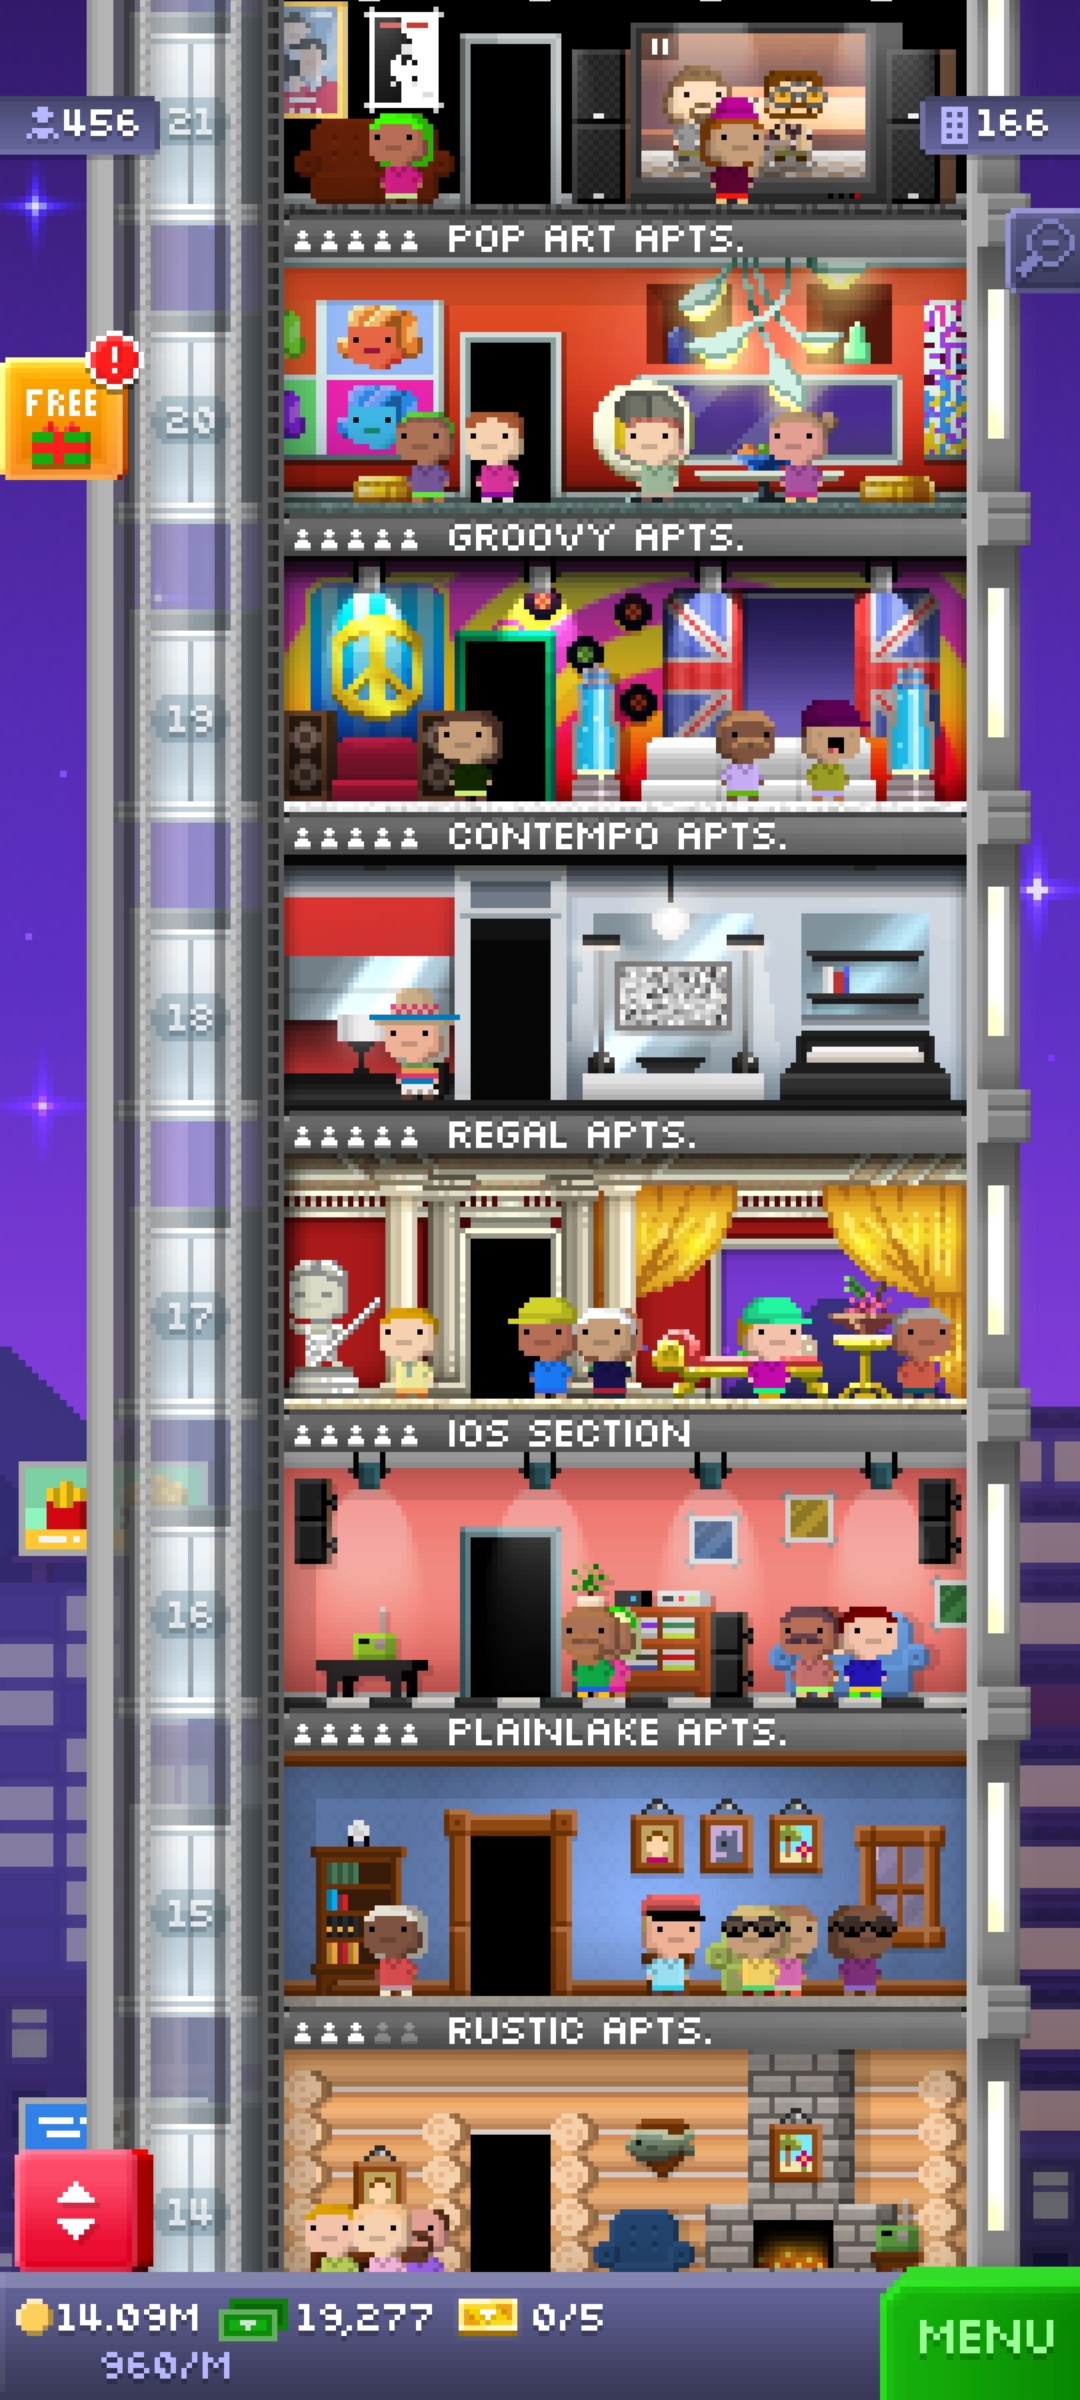 456
21
166
POP ART APTS.
FREE
!
20
GROOVY APTS.
19
CONTEMPO APTS.
18
REGAL APTS.
17
IOS SECTION
16
PLAINLAKE APTS.
15
RUSTIC APTS.
14
14.09M 19,277 0/5
960/M
MENU